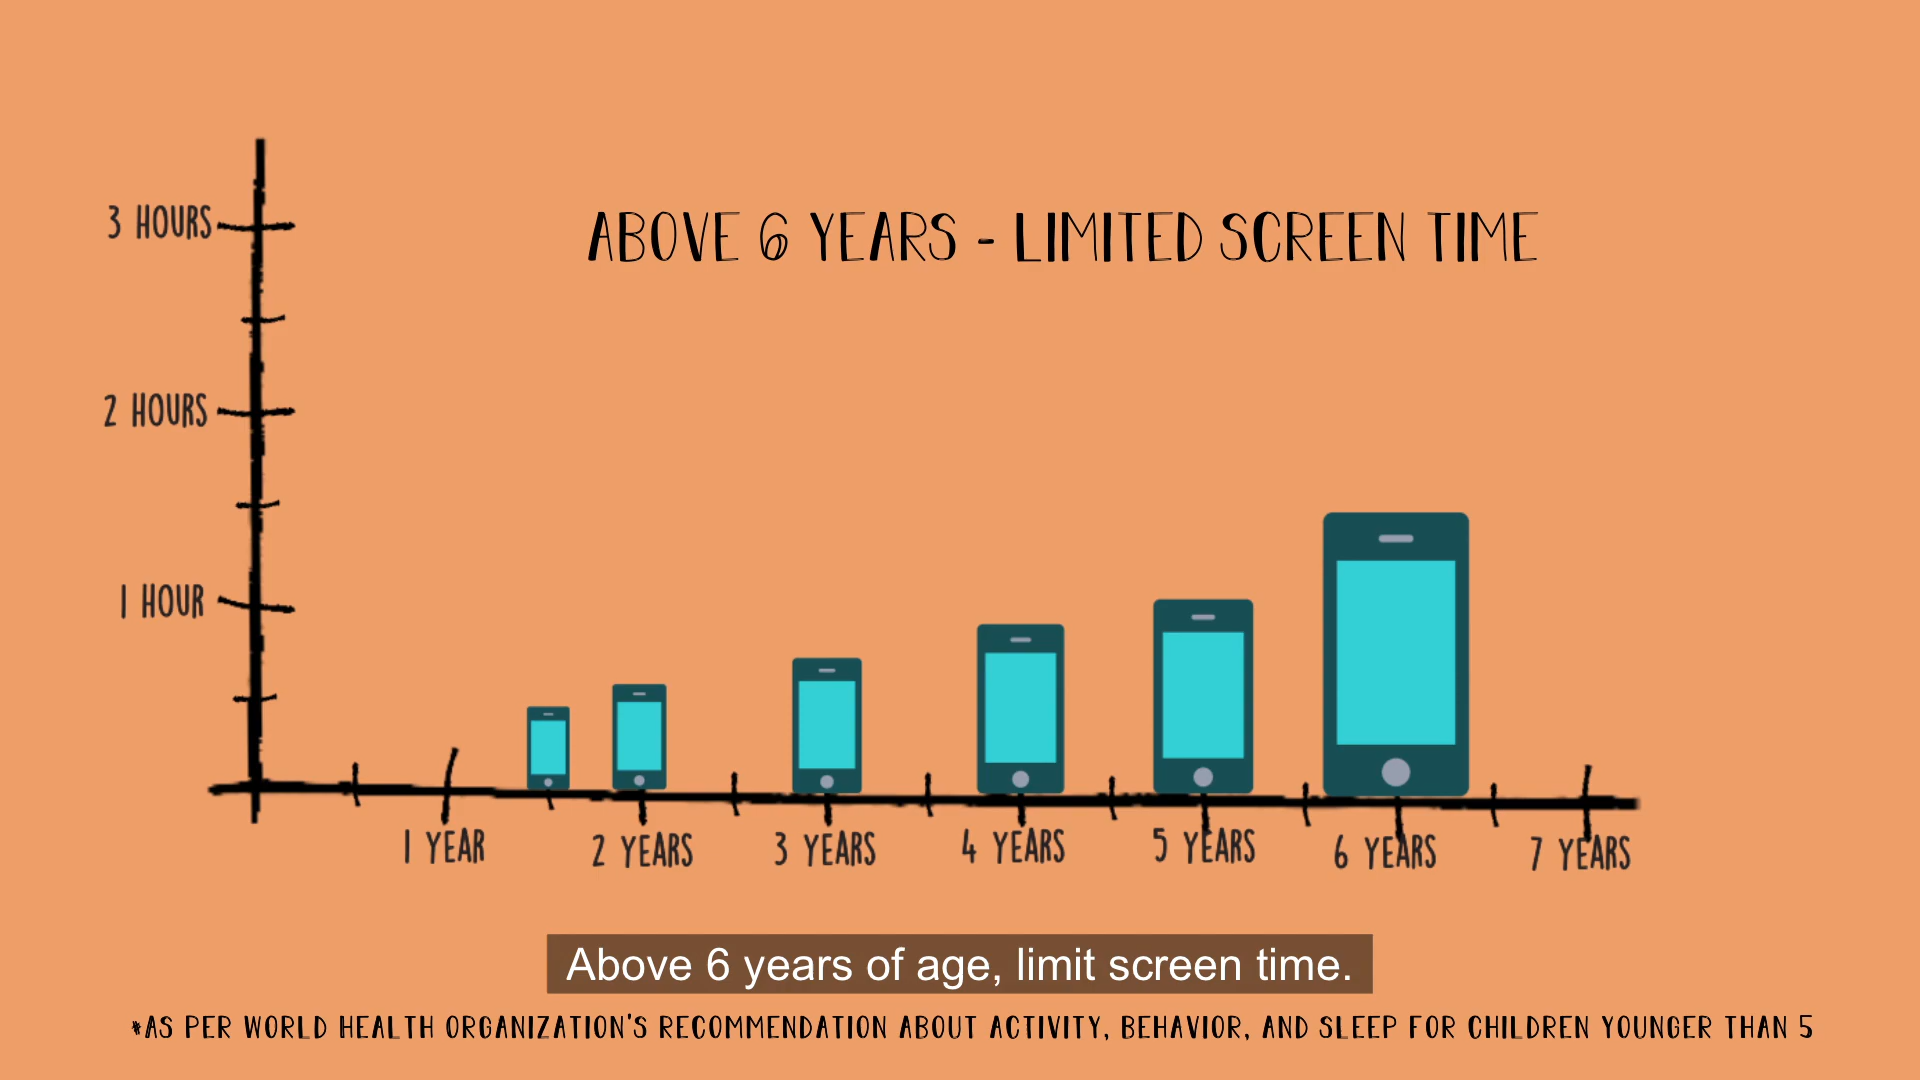 3 HOURS
ABOVE 6 YEARS - LIMITED SCREEN TIME
2 HOURS
1 HOUR
1 YEAR
2 YEARS
3 YEARS
4 YEARS
5 YEARS
6 YEARS
7 YEARS
Above 6 years of age, limit screen time.
*AS PER WORLD HEALTH ORGANIZATION'S RECOMMENDATION ABOUT ACTIVITY, BEHAVIOR, AND SLEEP FOR CHILDREN YOUNGER THAN 5